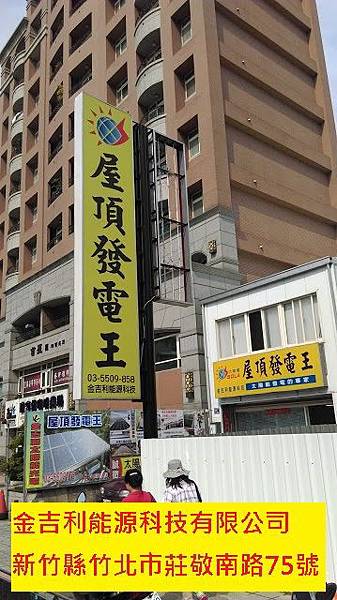 屋頂發電王
03-5509-858
金吉利能源科技
屋頂發電王
太陽能發電的專家
屋頂發電王
金吉利能源科技有限公司
新竹縣竹北市莊敬南路75號